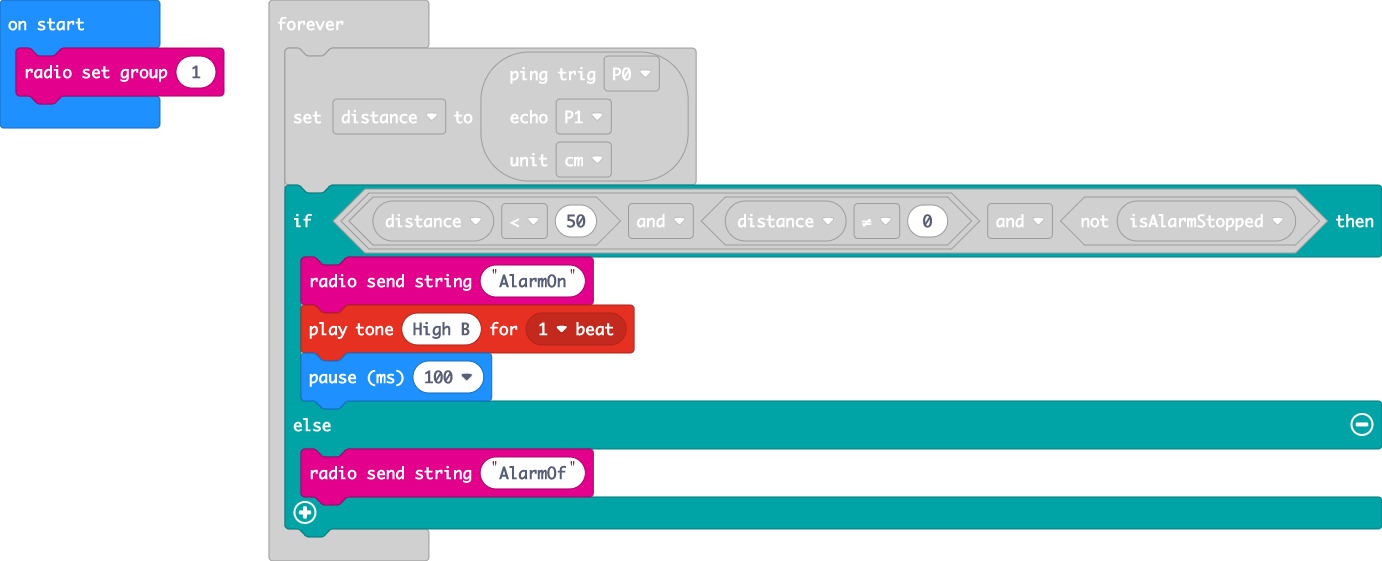 on start
radio set group 1
forever
set distance to ping trig P0
echo P1
unit cm
if distance < 50 and distance ≠ 0 and not isAlarmStopped then
radio send string "AlarmOn"
play tone High B for 1 beat
pause (ms) 100
else
radio send string "AlarmOf"